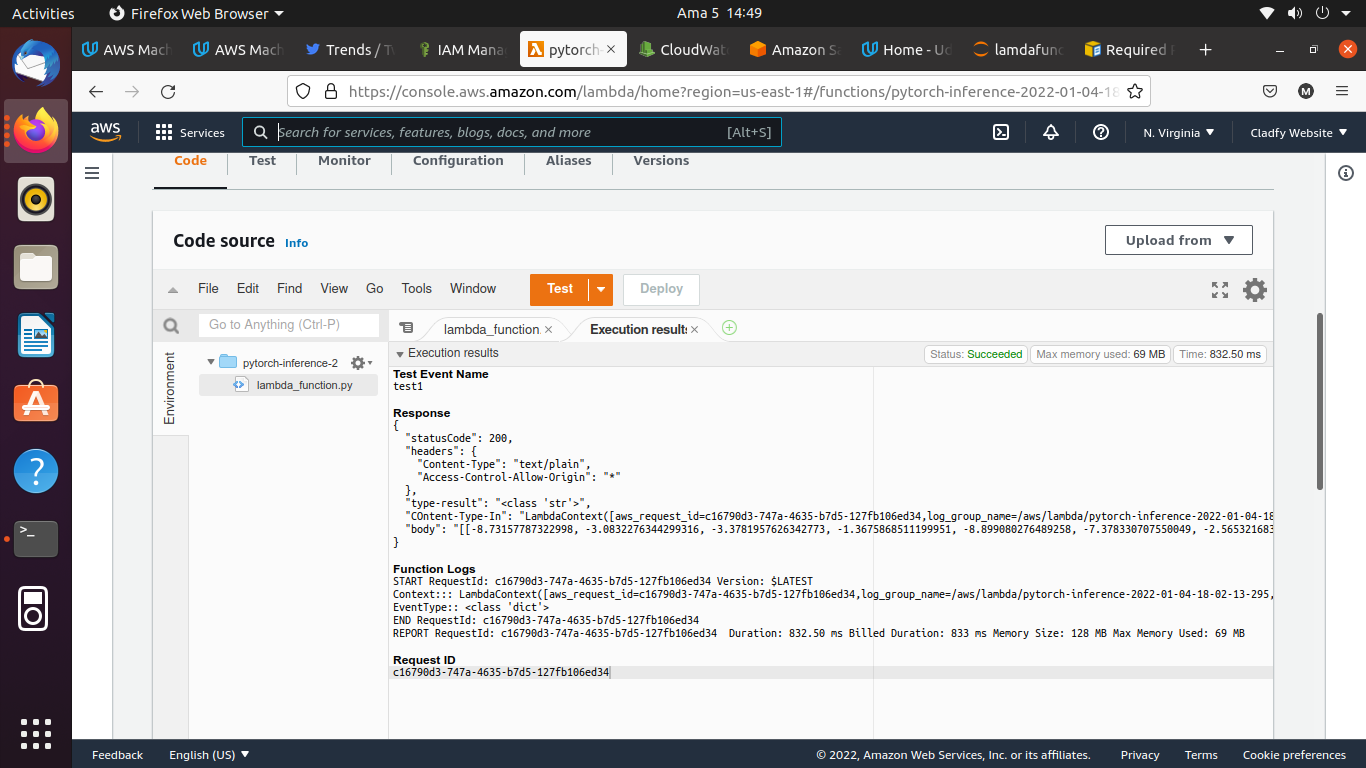 Activities
Firefox Web Browser
Ama 5 14:49
AWS Mach
AWS Mach
Trends / Tw
IAM Mana
pytorch-
CloudWat
Amazon Sa
Home - Ud
lamdafunc
Required P
https://console.aws.amazon.com/lambda/home?region=us-east-1#/functions/pytorch-inference-2022-01-04-18
M
aws
Services
Search for services, features, blogs, docs, and more
[Alt+S]
N. Virginia
Cladfy Website
Code
Test
Monitor
Configuration
Aliases
Versions
Code source
Info
Upload from
File
Edit
Find
View
Go
Tools
Window
Test
Deploy
Go to Anything (Ctrl-P)
lambda_function.
Execution results
Environment
pytorch-inference-2
lambda_function.py
Execution results
Status: Succeeded
Max memory used: 69 MB
Time: 832.50 ms
Test Event Name
test1
Response
{
"statusCode": 200,
"headers": {
"Content-Type": "text/plain",
"Access-Control-Allow-Origin": "*"
},
"type-result": "<class 'str'>",
"COntent-Type-In": "LambdaContext([aws_request_id=c16790d3-747a-4635-b7d5-127fb106ed34,log_group_name=/aws/lambda/pytorch-inference-2022-01-04-18
"body": "[[-8.73157787322998, -3.0832276344299316, -3.3781957626342773, -1.3675868511199951, -8.899080276489258, -7.378330707550049, -2.565321683
}
Function Logs
START RequestId: c16790d3-747a-4635-b7d5-127fb106ed34 Version: $LATEST
Context::: LambdaContext([aws_request_id=c16790d3-747a-4635-b7d5-127fb106ed34,log_group_name=/aws/lambda/pytorch-inference-2022-01-04-18-02-13-295,
EventType:: <class 'dict'>
END RequestId: c16790d3-747a-4635-b7d5-127fb106ed34
REPORT RequestId: c16790d3-747a-4635-b7d5-127fb106ed34 Duration: 832.50 ms Billed Duration: 833 ms Memory Size: 128 MB Max Memory Used: 69 MB
Request ID
c16790d3-747a-4635-b7d5-127fb106ed34
Feedback
English (US)
© 2022, Amazon Web Services, Inc. or its affiliates.
Privacy
Terms
Cookie preferences